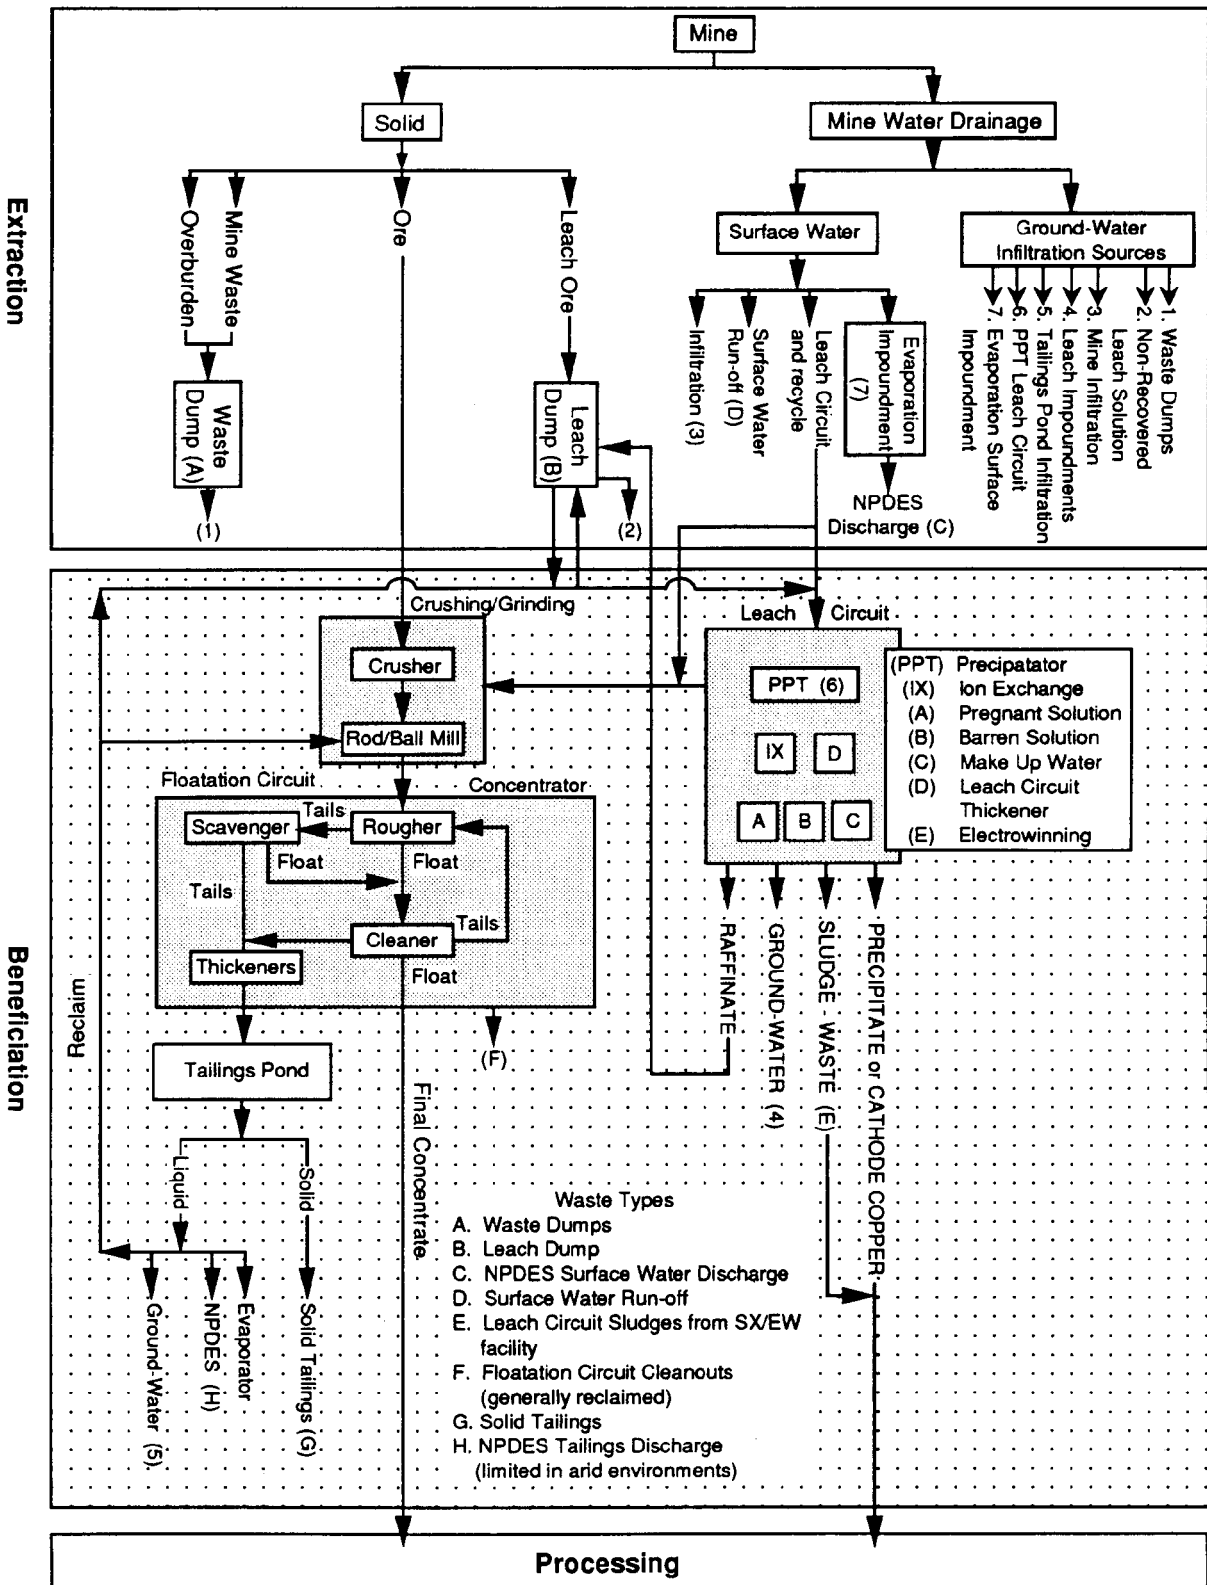 Extraction
Mine
Solid
Mine Water Drainage
Overburden
Mine Waste
Ore
Leach Ore
Surface Water
Ground-Water
Infiltration Sources
Waste
Dump (A)
(1)
Leach
Dump (B)
(2)
Infiltration (3)
Surface Water
Run-off (D)
Leach Circuit
and recycle
Evaporation
Impoundment
(7)
NPDES
Discharge (C)
1. Waste Dumps
2. Non-Recovered
Leach Solution
3. Mine Infiltration
4. Leach Impoundments
5. Tailings Pond Infiltration
6. PPT Leach Circuit
7. Evaporation Surface
Impoundment
Beneficiation
Crushing/Grinding
Crusher
Rod/Ball Mill
Leach Circuit
PPT (6)
IX
D
A
B
C
(PPT) Precipatator
(IX) Ion Exchange
(A) Pregnant Solution
(B) Barren Solution
(C) Make Up Water
(D) Leach Circuit
Thickener
(E) Electrowinning
Floatation Circuit
Concentrator
Scavenger
Tails
Rougher
Float
Float
Tails
Cleaner
Tails
Thickeners
Float
(F)
Reclaim
Tailings Pond
Liquid
Solid
Ground-Water (5)
NPDES (H)
Evaporator
Solid Tailings (G)
Final Concentrate
RAFFINATE
GROUND-WATER (4)
SLUDGE - WASTE (E)
PRECIPITATE or CATHODE COPPER
Waste Types
A. Waste Dumps
B. Leach Dump
C. NPDES Surface Water Discharge
D. Surface Water Run-off
E. Leach Circuit Sludges from SX/EW
facility
F. Floatation Circuit Cleanouts
(generally reclaimed)
G. Solid Tailings
H. NPDES Tailings Discharge
(limited in arid environments)
Processing